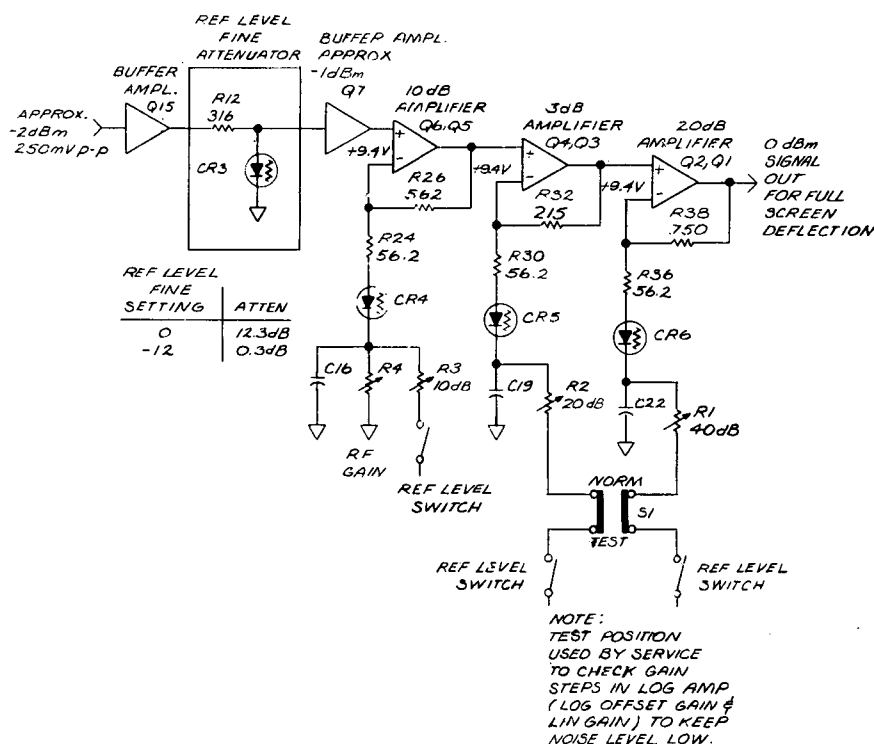 REF LEVEL
FINE
ATTENUATOR
BUFFER AMPL.
APPROX
-1dBm
Q7
BUFFER
AMPL.
Q15
R12
316
CR3
APPROX.
-2dBm
250mV p-p
10dB
AMPLIFIER
Q6,Q5
+
-
+9.4V
R26
562
R24
56.2
CR4
C16
R4
R3
10dB
RF
GAIN
REF LEVEL
SWITCH
3dB
AMPLIFIER
Q4,Q3
+9.4V
+
-
R32
215
R30
56.2
CR5
C19
R2
20dB
20dB
AMPLIFIER
Q2,Q1
+9.4V
+
-
R38
750
R36
56.2
CR6
C22
R1
40dB
0 dBm
SIGNAL
OUT
FOR FULL
SCREEN
DEFLECTION
REF LEVEL
FINE
SETTING ATTEN
0 12.3dB
-12 0.3dB
NORM
S1
TEST
REF LEVEL
SWITCH
REF LEVEL
SWITCH
NOTE:
TEST POSITION
USED BY SERVICE
TO CHECK GAIN
STEPS IN LOG AMP
(LOG OFFSET GAIN &
LIN GAIN) TO KEEP
NOISE LEVEL LOW.